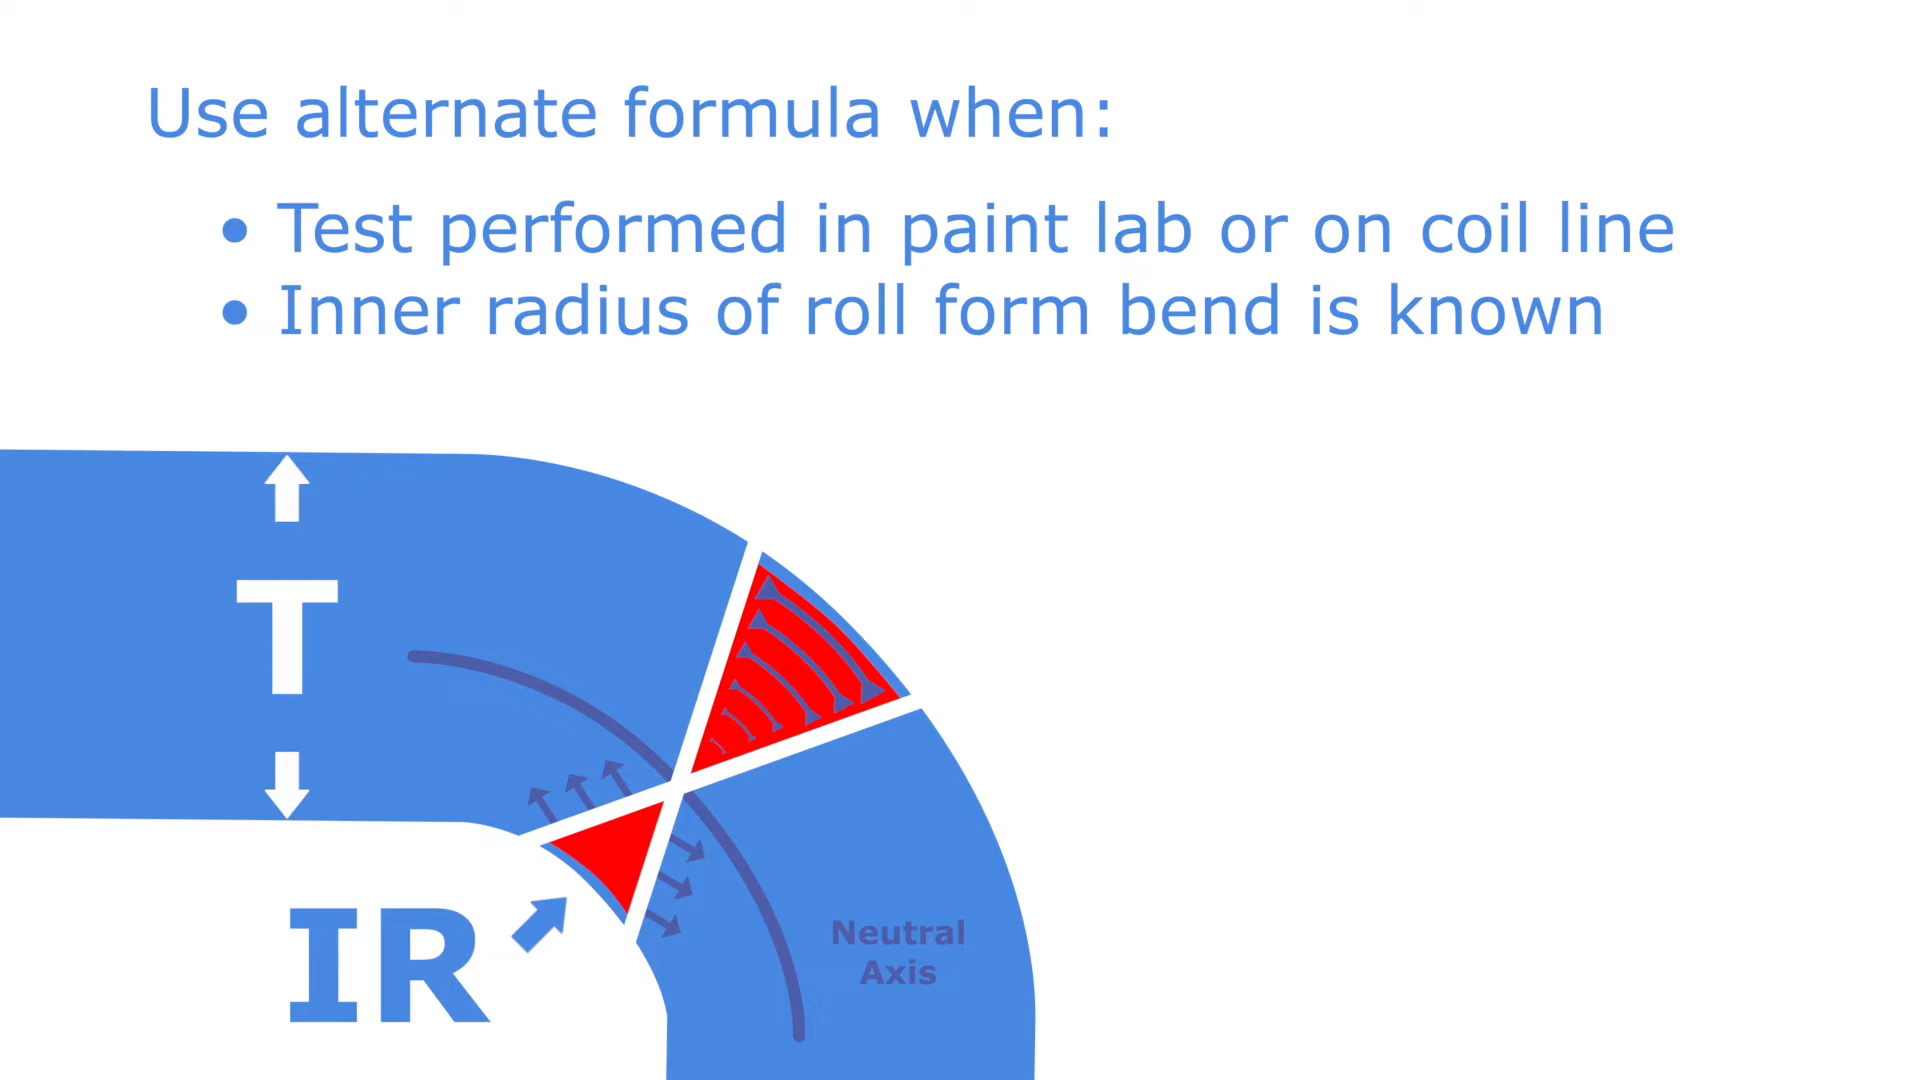 Use alternate formula when:
• Test performed in paint lab or on coil line
• Inner radius of roll form bend is known
T
IR
Neutral
Axis